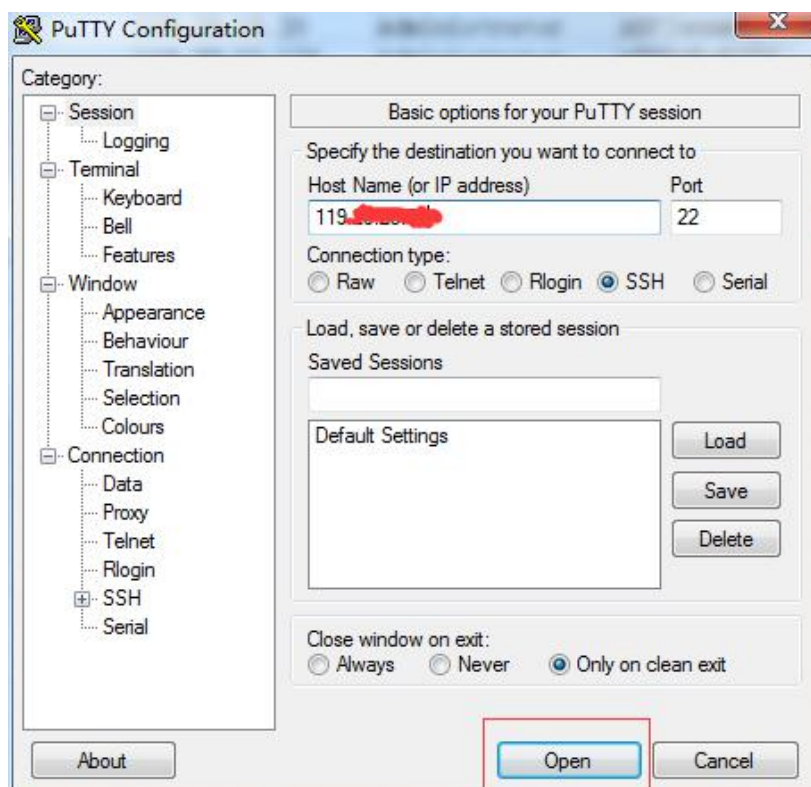 PuTTY Configuration
Category:
Session
Logging
Terminal
Keyboard
Bell
Features
Window
Appearance
Behaviour
Translation
Selection
Colours
Connection
Data
Proxy
Telnet
Rlogin
SSH
Serial
Basic options for your PuTTY session
Specify the destination you want to connect to
Host Name (or IP address) Port
119. 22
Connection type:
Raw Telnet Rlogin SSH Serial
Load, save or delete a stored session
Saved Sessions
Default Settings
Load
Save
Delete
Close window on exit:
Always Never Only on clean exit
About Open Cancel